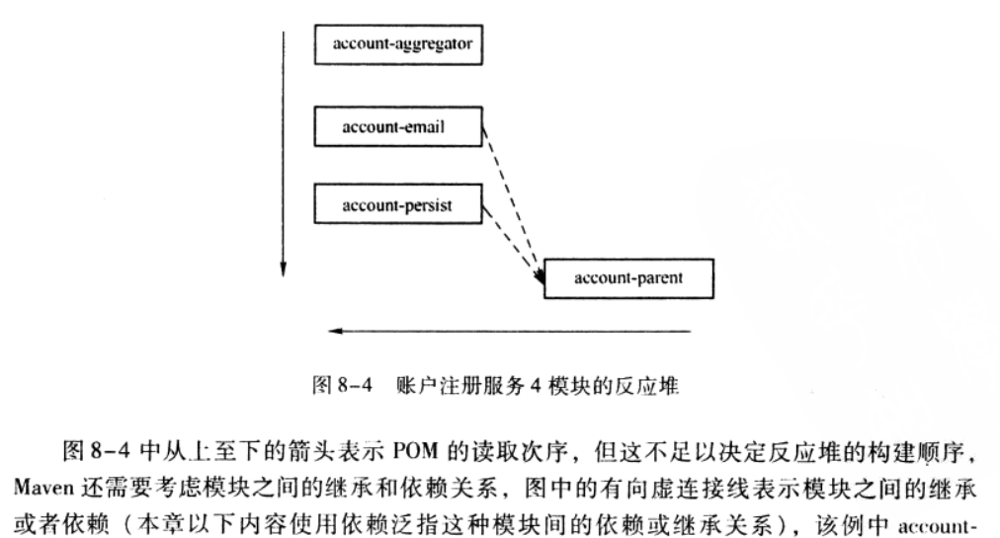 account-aggregator
account-email
account-persist
account-parent
图 8-4 账户注册服务 4 模块的反应堆
图 8-4 中从上至下的箭头表示 POM 的读取次序，但这不足以决定反应堆的构建顺序，
Maven 还需要考虑模块之间的继承和依赖关系，图中的有向虚连接线表示模块之间的继承
或者依赖（本章以下内容使用依赖泛指这种模块间的依赖或继承关系），该例中 account-